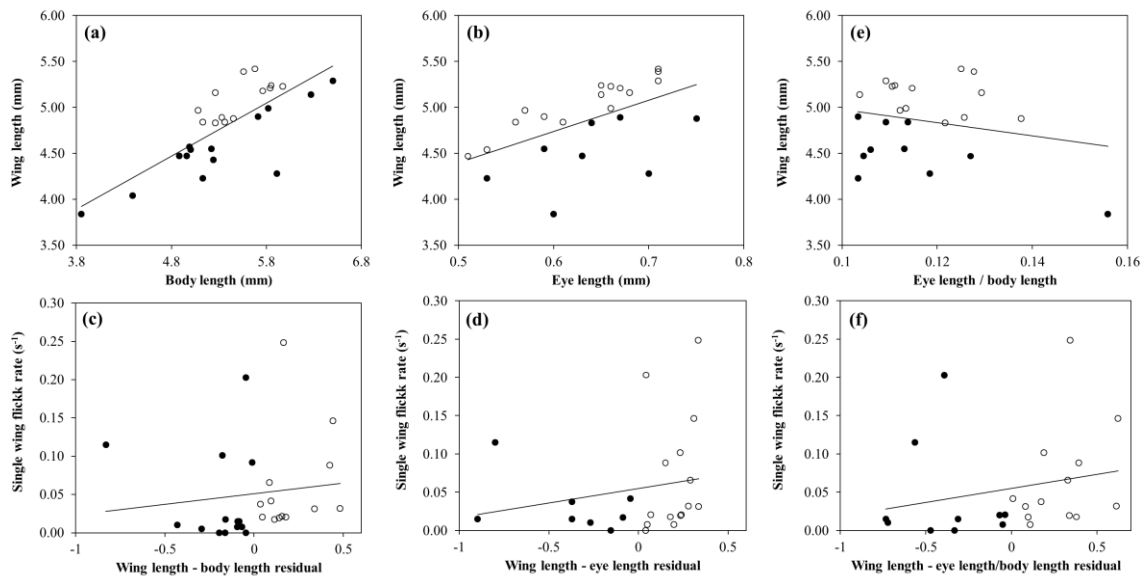 (a)
Wing length (mm)
6.00
5.50
5.00
4.50
4.00
3.50
3.8 4.8 5.8 6.8
Body length (mm)
(b)
Wing length (mm)
6.00
5.50
5.00
4.50
4.00
3.50
0.5 0.6 0.7 0.8
Eye length (mm)
(e)
Wing length (mm)
6.00
5.50
5.00
4.50
4.00
3.50
0.1 0.12 0.14 0.16
Eye length / body length
(c)
Single wing flickk rate (s-1)
0.30
0.25
0.20
0.15
0.10
0.05
0.00
-1 -0.5 0 0.5
Wing length - body length residual
(d)
Single wing flickk rate (s-1)
0.30
0.25
0.20
0.15
0.10
0.05
0.00
-1 -0.5 0 0.5
Wing length - eye length residual
(f)
Single wing flickk rate (s-1)
0.30
0.25
0.20
0.15
0.10
0.05
0.00
-1 -0.5 0 0.5
Wing length - eye length/body length residual